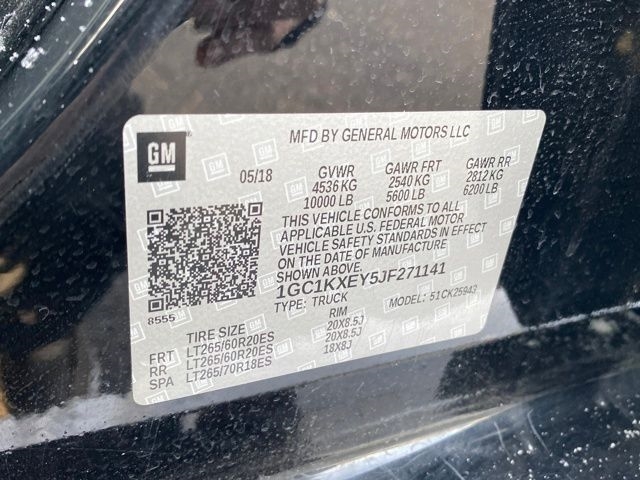 GM
MFD BY GENERAL MOTORS LLC
05/18 GVWR GAWR FRT GAWR RR
4536 KG 2540 KG 2812 KG
10000 LB 5600 LB 6200 LB
THIS VEHICLE CONFORMS TO ALL
APPLICABLE U.S. FEDERAL MOTOR
VEHICLE SAFETY STANDARDS IN EFFECT
ON THE DATE OF MANUFACTURE
SHOWN ABOVE.
1GC1KXEY5JF271141
8555 TYPE: TRUCK MODEL: 51CK25943
TIRE SIZE RIM
FRT LT265/60R20ES 20X8.5J
RR LT265/60R20ES 20X8.5J
SPA LT265/70R18ES 18X8J